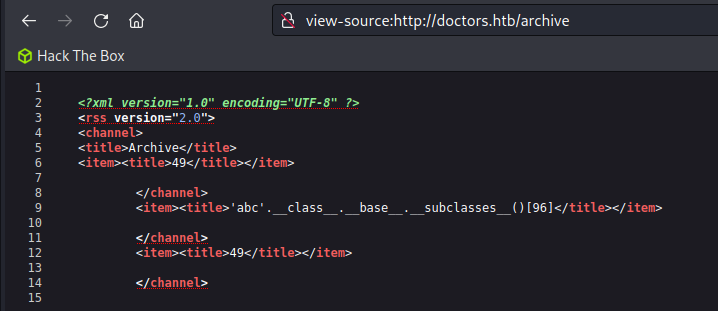 view-source:http://doctors.htb/archive
Hack The Box
1
2 <?xml version="1.0" encoding="UTF-8" ?>
3 <rss version="2.0">
4 <channel>
5 <title>Archive</title>
6 <item><title>49</title></item>
7
8 </channel>
9 <item><title>'abc'.__class__.__base__.__subclasses__()[96]</title></item>
10
11 </channel>
12 <item><title>49</title></item>
13
14 </channel>
15